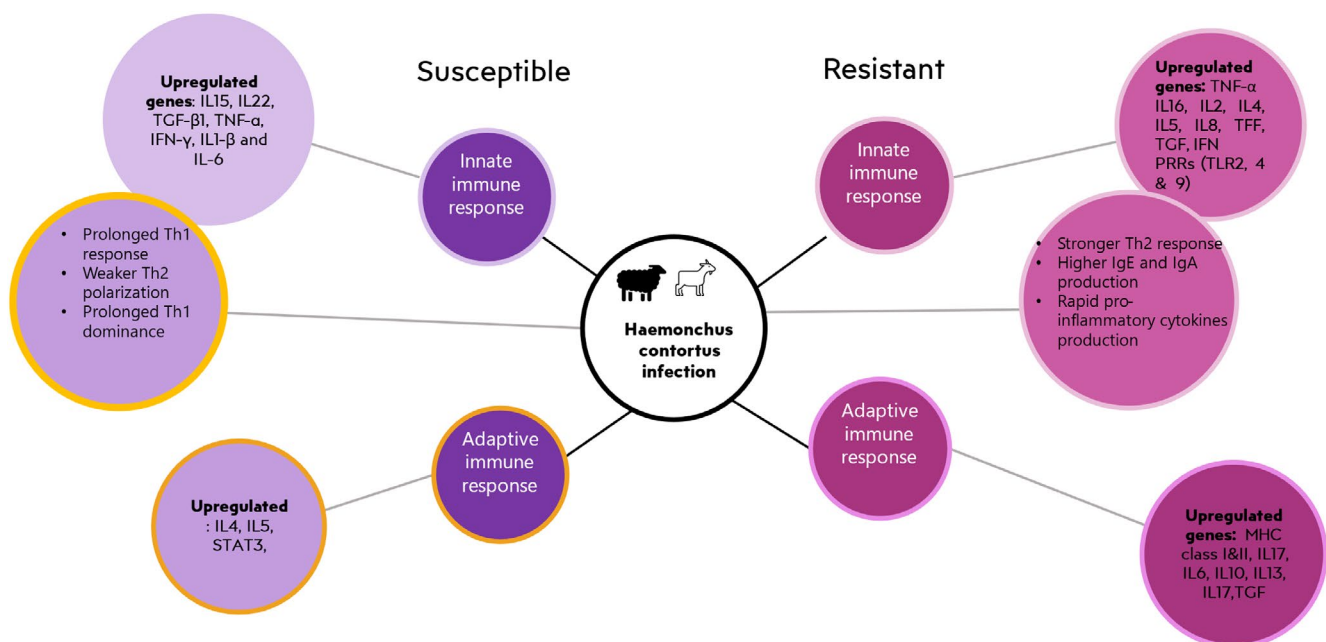 Susceptible
Resistant
Upregulated
genes: IL15, IL22,
TGF-β1, TNF-α,
IFN-γ, IL1-β and
IL-6
Innate
immune
response
Innate
immune
response
Upregulated
genes: TNF-α
IL16, IL2, IL4,
IL5, IL8, TFF,
TGF, IFN
PRRs (TLR2, 4
& 9)
• Prolonged Th1
response
• Weaker Th2
polarization
• Prolonged Th1
dominance
Haemonchus
contortus
infection
• Stronger Th2 response
• Higher IgE and IgA
production
• Rapid pro-
inflammatory cytokines
production
Adaptive
immune
response
Adaptive
immune
response
Upregulated
: IL4, IL5,
STAT3,
Upregulated
genes: MHC
class I&II, IL17,
IL6, IL10, IL13,
IL17,TGF